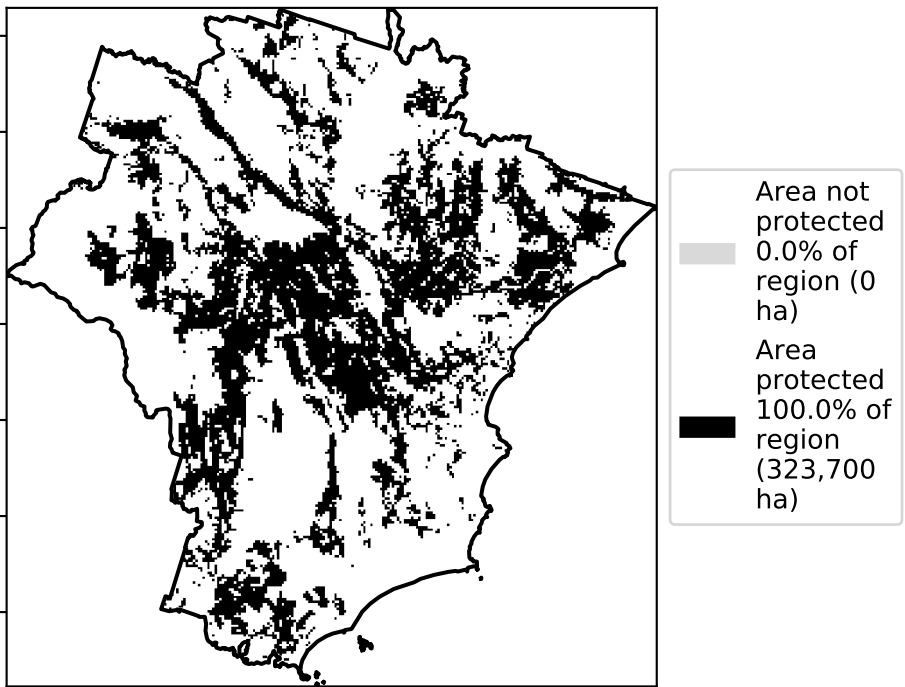 Area not
protected
0.0% of
region (0
ha)
Area
protected
100.0% of
region
(323,700
ha)